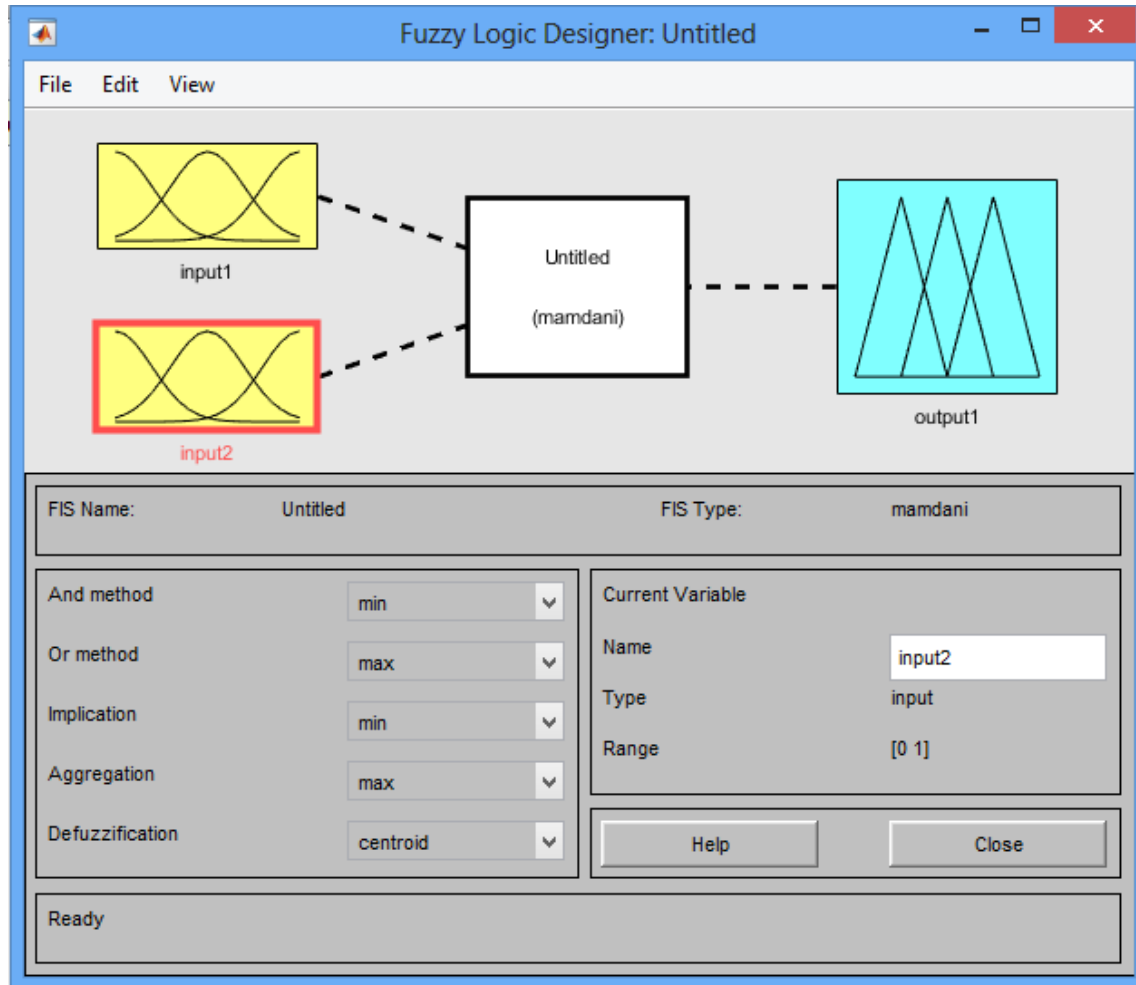 Fuzzy Logic Designer: Untitled
File Edit View
input1
input2
Untitled
(mamdani)
output1
FIS Name: Untitled FIS Type: mamdani
And method min
Or method max
Implication min
Aggregation max
Defuzzification centroid
Current Variable
Name input2
Type input
Range [0 1]
Help Close
Ready